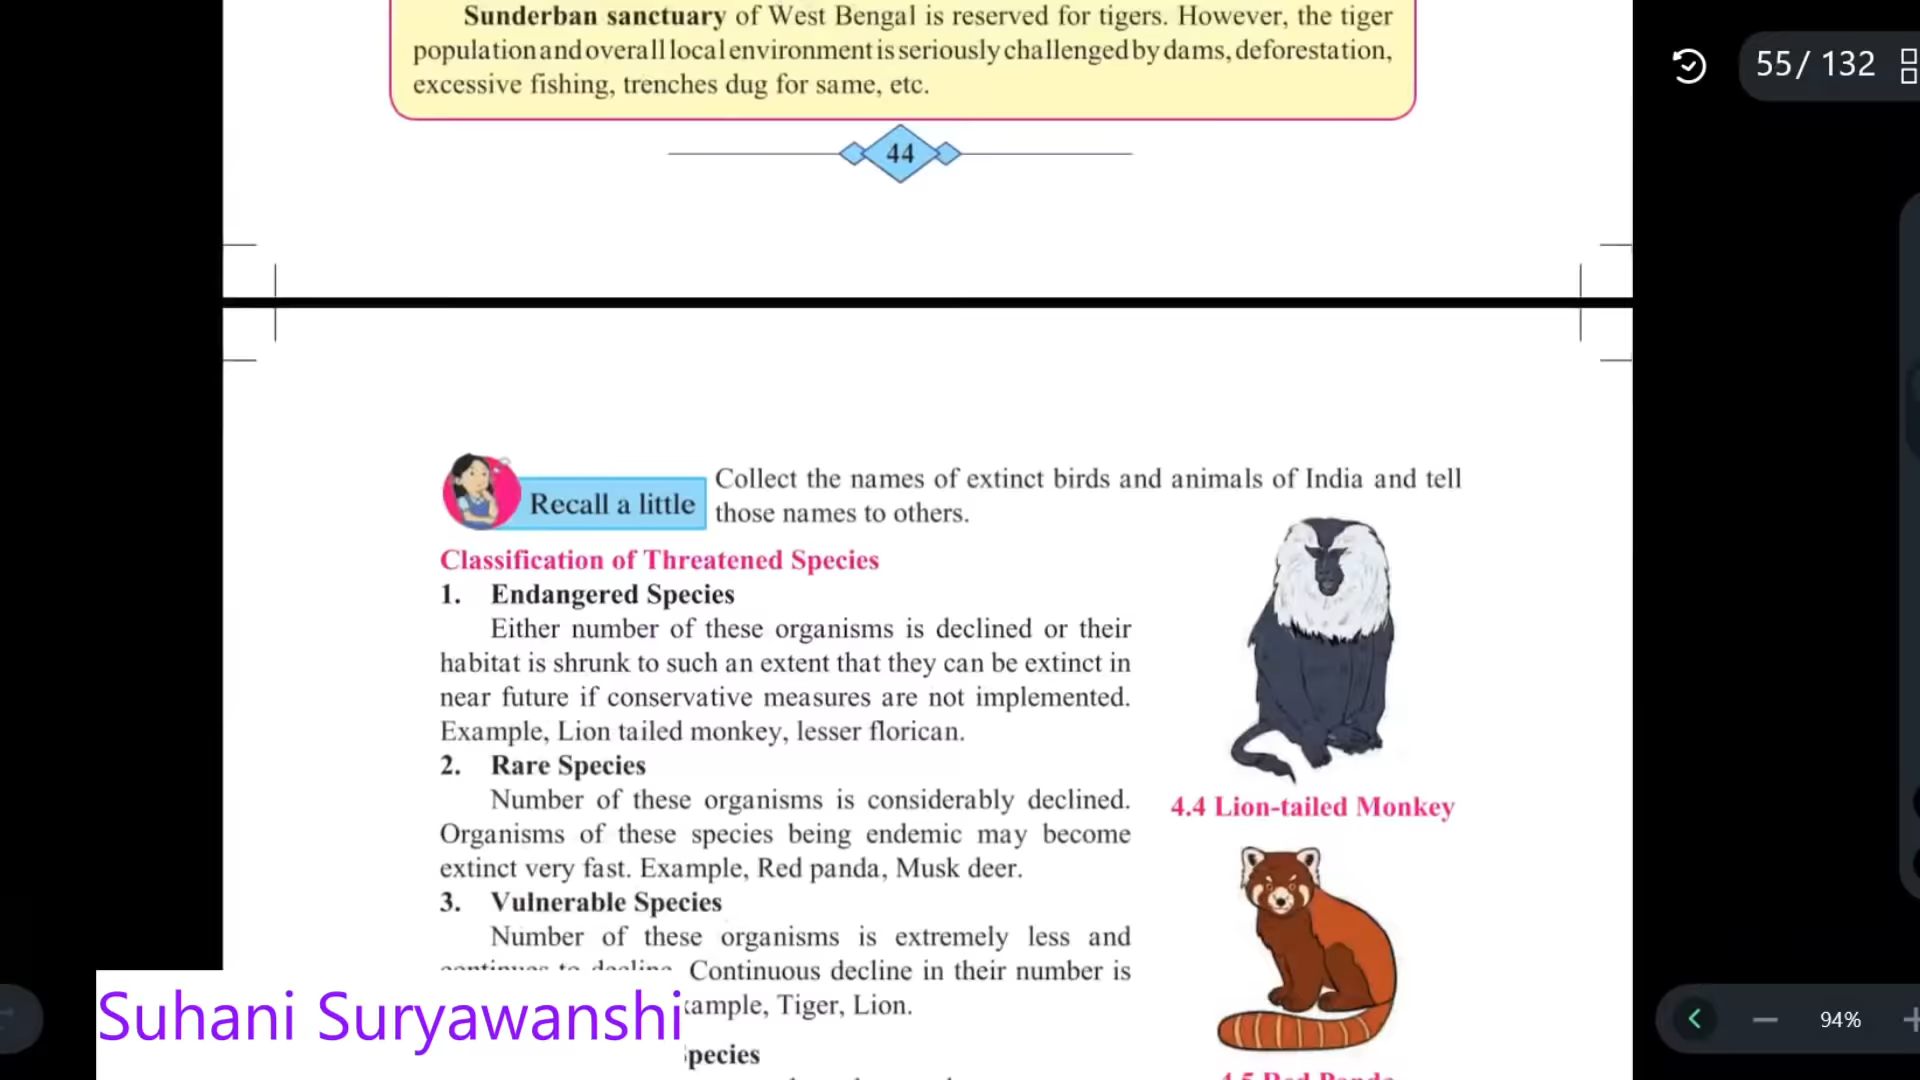 Sunderban sanctuary of West Bengal is reserved for tigers. However, the tiger
population and overall local environment is seriously challenged by dams, deforestation,
excessive fishing, trenches dug for same, etc.
44
55/ 132
Recall a little
Collect the names of extinct birds and animals of India and tell
those names to others.
Classification of Threatened Species
1. Endangered Species
Either number of these organisms is declined or their
habitat is shrunk to such an extent that they can be extinct in
near future if conservative measures are not implemented.
Example, Lion tailed monkey, lesser florican.
2. Rare Species
Number of these organisms is considerably declined.
Organisms of these species being endemic may become
extinct very fast. Example, Red panda, Musk deer.
3. Vulnerable Species
Number of these organisms is extremely less and
continues to decline. Continuous decline in their number is
Tiger, Lion.
4.4 Lion-tailed Monkey
4.5 Red Panda
Suhani Suryawanshi
94%